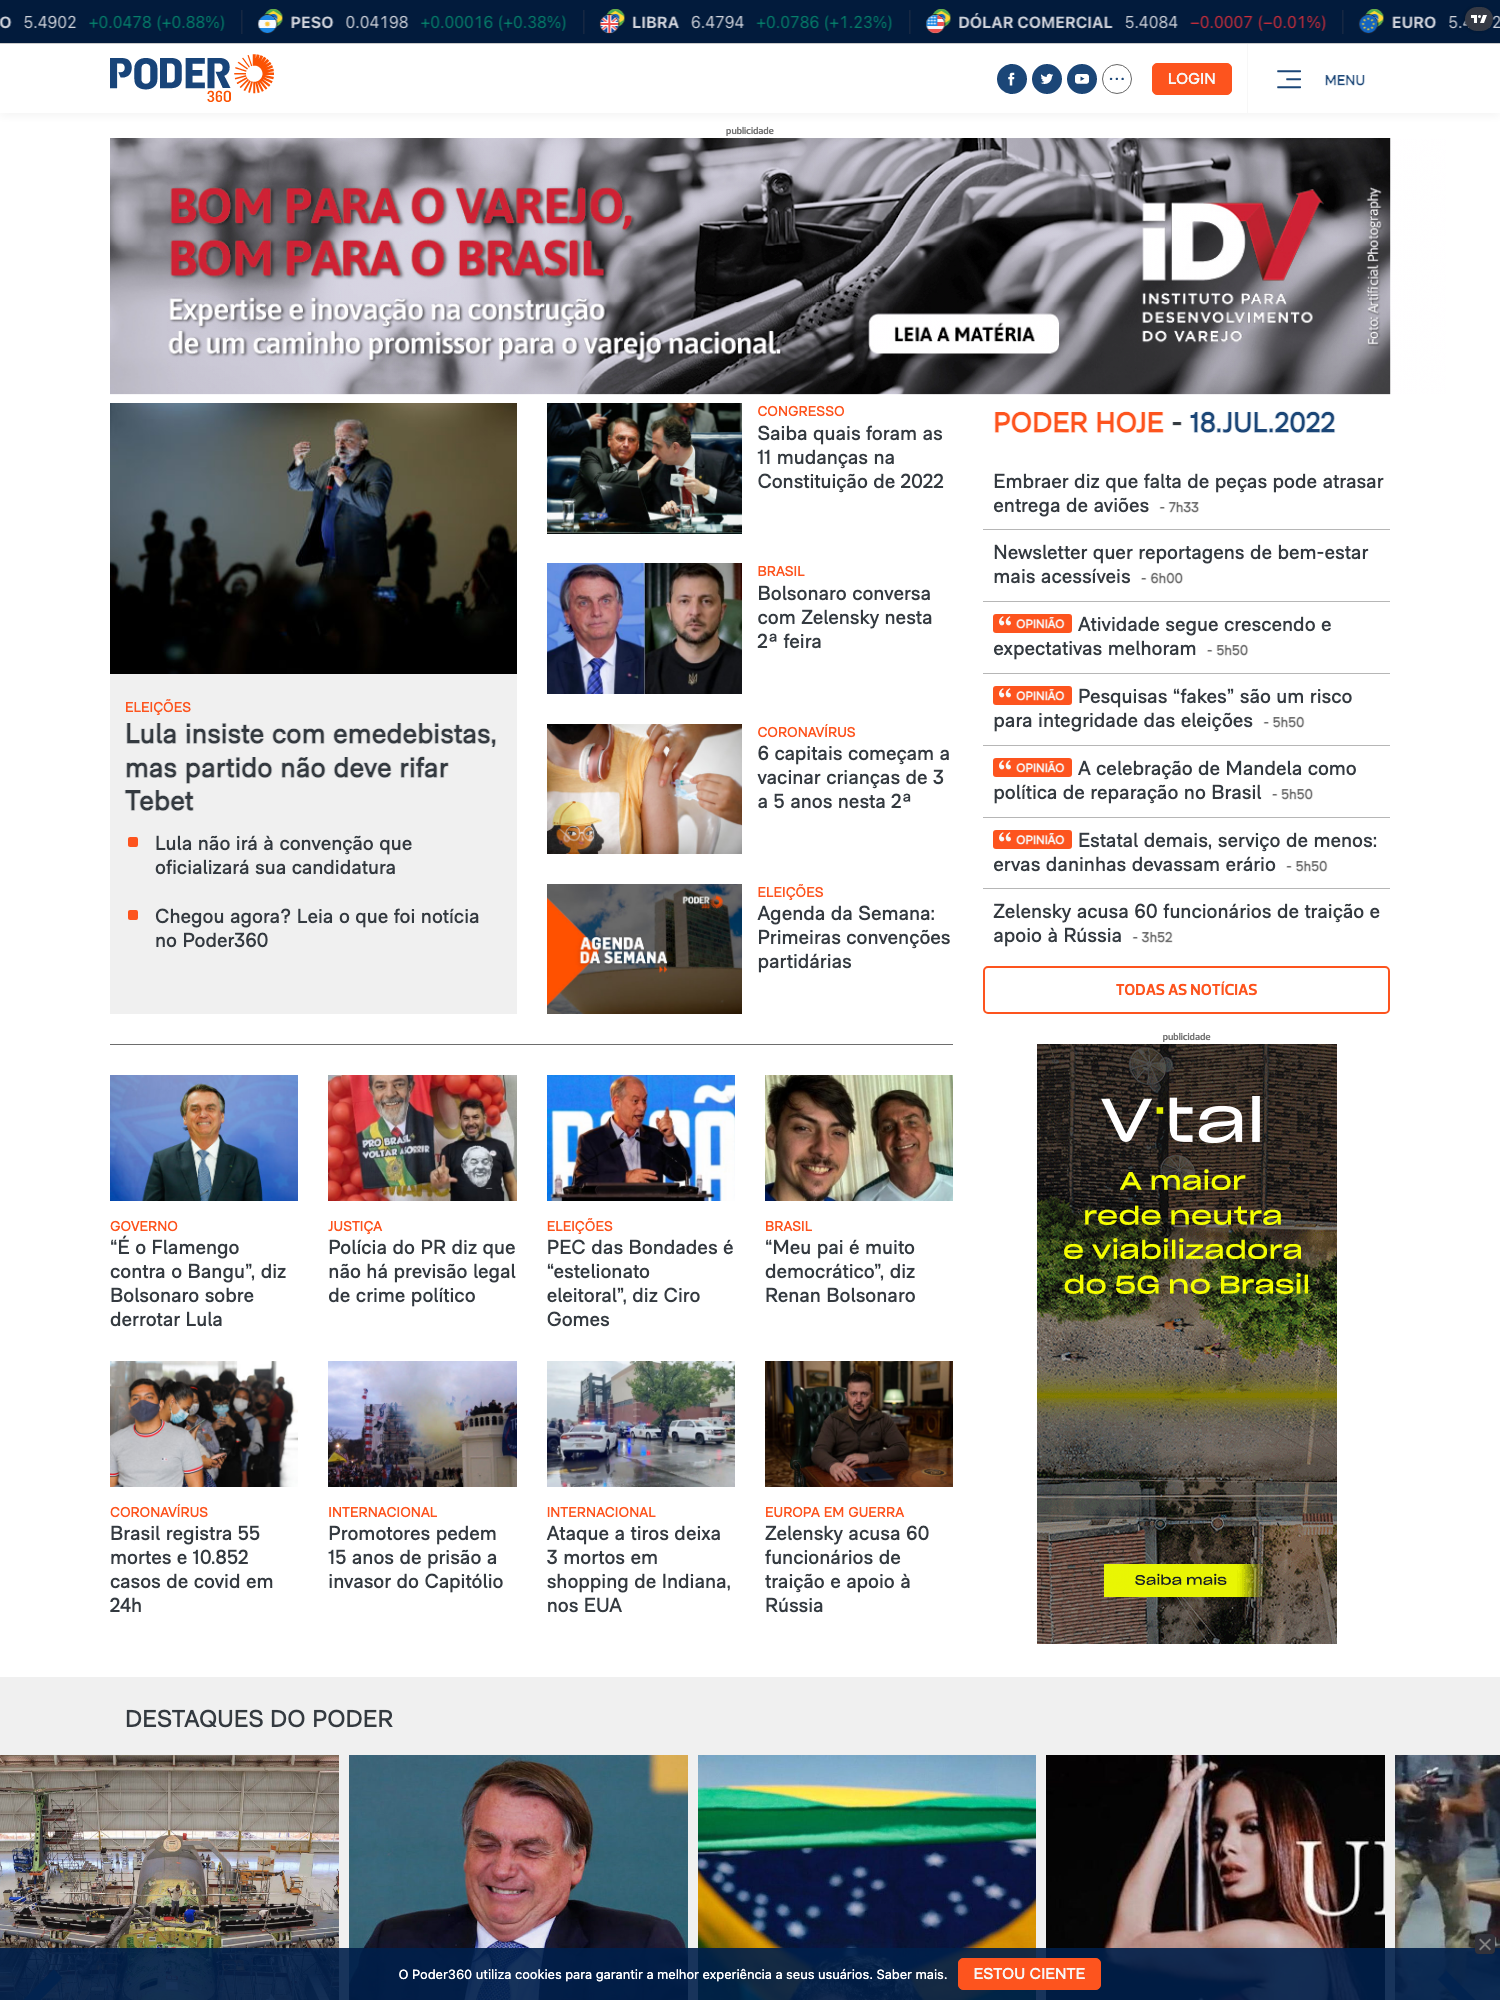 O 5.4902 +0.0478 (+0.88%) PESO 0.04198 +0.00016 (+0.38%) LIBRA 6.4794 +0.0786 (+1.23%) DÓLAR COMERCIAL 5.4084 −0.0007 (−0.01%) EURO
PODER
360
LOGIN
MENU
publicidade
BOM PARA O VAREJO,
BOM PARA O BRASIL
Expertise e inovação na construção
de um caminho promissor para o varejo nacional.
LEIA A MATÉRIA
iDV
INSTITUTO PARA
DESENVOLVIMENTO
DO VAREJO
Foto: Artificial Photography
ELEIÇÕES
Lula insiste com emedebistas,
mas partido não deve rifar
Tebet
Lula não irá à convenção que
oficializará sua candidatura
Chegou agora? Leia o que foi notícia
no Poder360
CONGRESSO
Saiba quais foram as
11 mudanças na
Constituição de 2022
BRASIL
Bolsonaro conversa
com Zelensky nesta
2ª feira
CORONAVÍRUS
6 capitais começam a
vacinar crianças de 3
a 5 anos nesta 2ª
PODER
AGENDA
DA SEMANA
ELEIÇÕES
Agenda da Semana:
Primeiras convenções
partidárias
PODER HOJE - 18.JUL.2022
Embraer diz que falta de peças pode atrasar
entrega de aviões - 7h33
Newsletter quer reportagens de bem-estar
mais acessíveis - 6h00
“ OPINIÃO Atividade segue crescendo e
expectativas melhoram - 5h50
“ OPINIÃO Pesquisas “fakes” são um risco
para integridade das eleições - 5h50
“ OPINIÃO A celebração de Mandela como
política de reparação no Brasil - 5h50
“ OPINIÃO Estatal demais, serviço de menos:
ervas daninhas devassam erário - 5h50
Zelensky acusa 60 funcionários de traição e
apoio à Rússia - 3h52
TODAS AS NOTÍCIAS
publicidade
V.tal
A maior
rede neutra
e viabilizadora
do 5G no Brasil
Saiba mais
GOVERNO
“É o Flamengo
contra o Bangu”, diz
Bolsonaro sobre
derrotar Lula
PRO BRASIL
VOLTAR A SORRIR
JUSTIÇA
Polícia do PR diz que
não há previsão legal
de crime político
ELEIÇÕES
PEC das Bondades é
“estelionato
eleitoral”, diz Ciro
Gomes
BRASIL
“Meu pai é muito
democrático”, diz
Renan Bolsonaro
CORONAVÍRUS
Brasil registra 55
mortes e 10.852
casos de covid em
24h
INTERNACIONAL
Promotores pedem
15 anos de prisão a
invasor do Capitólio
INTERNACIONAL
Ataque a tiros deixa
3 mortos em
shopping de Indiana,
nos EUA
EUROPA EM GUERRA
Zelensky acusa 60
funcionários de
traição e apoio à
Rússia
DESTAQUES DO PODER
O Poder360 utiliza cookies para garantir a melhor experiência a seus usuários. Saber mais.
ESTOU CIENTE